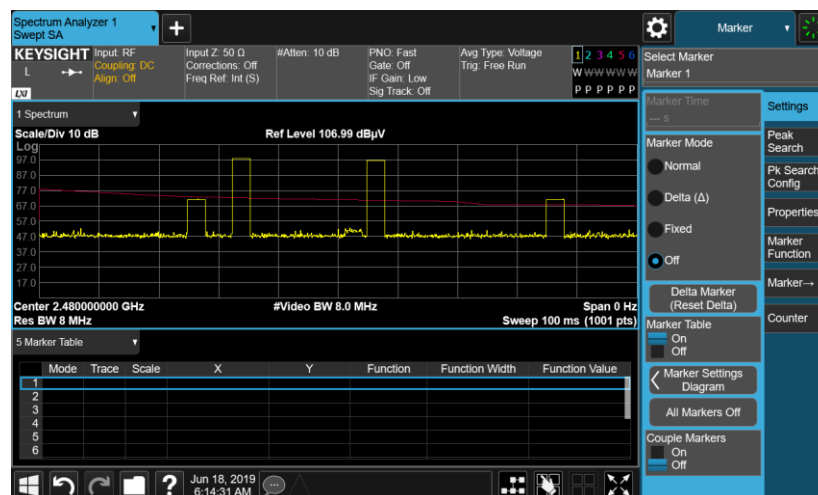 Spectrum Analyzer 1
Swept SA
+
Marker
KEYSIGHT
L
LXI
Input: RF
Coupling: DC
Align: Off
Input Z: 50 Ω
Corrections: Off
Freq Ref: Int (S)
#Atten: 10 dB
PNO: Fast
Gate: Off
IF Gain: Low
Sig Track: Off
Avg Type: Voltage
Trig: Free Run
1 2 3 4 5 6
W W W W W W
P P P P P P
Select Marker
Marker 1
1 Spectrum
Scale/Div 10 dB
Ref Level 106.99 dBµV
Log
97.0
87.0
77.0
67.0
57.0
47.0
37.0
27.0
17.0
Center 2.480000000 GHz
#Video BW 8.0 MHz
Span 0 Hz
Res BW 8 MHz
Sweep 100 ms (1001 pts)
5 Marker Table
Mode Trace Scale X Y Function Function Width Function Value
1
2
3
4
5
6
Marker Time
--- s
Marker Mode
Normal
Delta (Δ)
Fixed
Off
Delta Marker
(Reset Delta)
Marker Table
On
Off
Marker Settings
Diagram
All Markers Off
Couple Markers
On
Off
Settings
Peak
Search
Pk Search
Config
Properties
Marker
Function
Marker→
Counter
?
Jun 18, 2019
6:14:31 AM